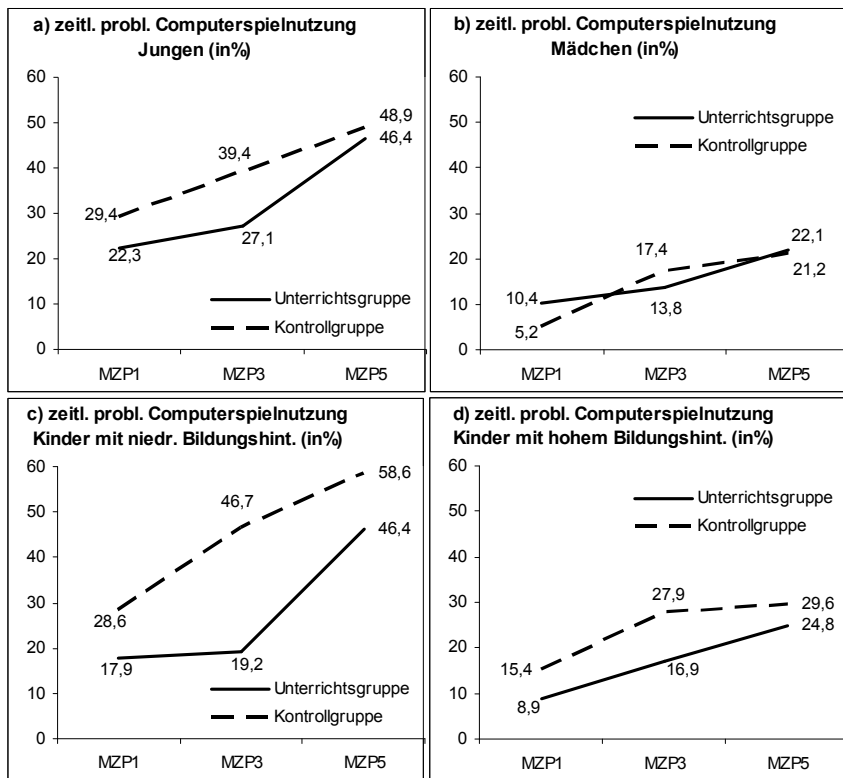 a) zeitl. probl. Computerspielnutzung
Jungen (in%)
60
50
40
30
20
10
0
29,4
39,4
48,9
46,4
22,3
27,1
Unterrichtsgruppe
Kontrollgruppe
MZP1
MZP3
MZP5
b) zeitl. probl. Computerspielnutzung
Mädchen (in%)
60
50
40
30
20
10
0
Unterrichtsgruppe
Kontrollgruppe
10,4
5,2
17,4
13,8
22,1
21,2
MZP1
MZP3
MZP5
c) zeitl. probl. Computerspielnutzung
Kinder mit niedr. Bildungshint. (in%)
60
50
40
30
20
10
0
28,6
46,7
58,6
46,4
17,9
19,2
Unterrichtsgruppe
Kontrollgruppe
MZP1
MZP3
MZP5
d) zeitl. probl. Computerspielnutzung
Kinder mit hohem Bildungshint. (in%)
60
50
40
30
20
10
0
Unterrichtsgruppe
Kontrollgruppe
15,4
27,9
29,6
24,8
8,9
16,9
MZP1
MZP3
MZP5